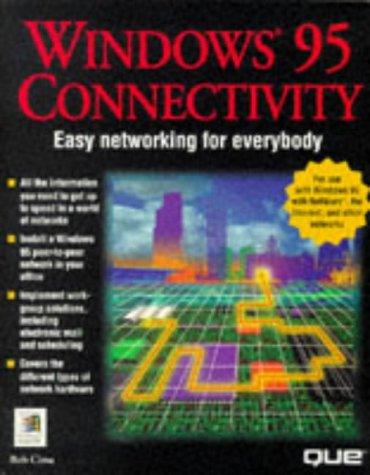 WINDOWS® 95
CONNECTIVITY
Easy networking for everybody
All the information
you need to get up
to speed in a world
of networks
Install a Windows
95 peer-to-peer
network in your
office
Implement work-
group solutions,
including
electronic mail
and scheduling
Covers the
different types of
network hardware
For use
with Windows 95
with NetWare, the
Internet, and other
networks
Rob Cima
QUE